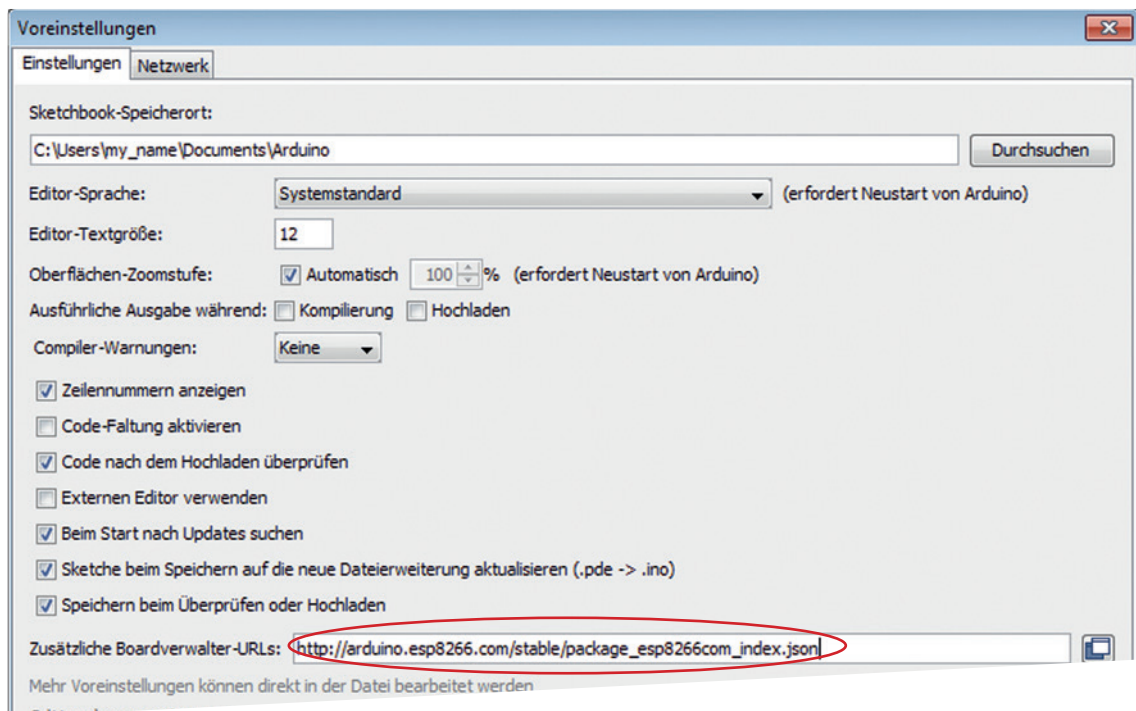 Voreinstellungen
Einstellungen Netzwerk
Sketchbook-Speicherort:
C:\Users\my_name\Documents\Arduino Durchsuchen
Editor-Sprache: Systemstandard (erfordert Neustart von Arduino)
Editor-Textgröße: 12
Oberflächen-Zoomstufe: Automatisch 100 % (erfordert Neustart von Arduino)
Ausführliche Ausgabe während: Kompilierung Hochladen
Compiler-Warnungen: Keine
Zeilennummern anzeigen
Code-Faltung aktivieren
Code nach dem Hochladen überprüfen
Externen Editor verwenden
Beim Start nach Updates suchen
Sketche beim Speichern auf die neue Dateierweiterung aktualisieren (.pde -> .ino)
Speichern beim Überprüfen oder Hochladen
Zusätzliche Boardverwalter-URLs: http://arduino.esp8266.com/stable/package_esp8266com_index.json
Mehr Voreinstellungen können direkt in der Datei bearbeitet werden